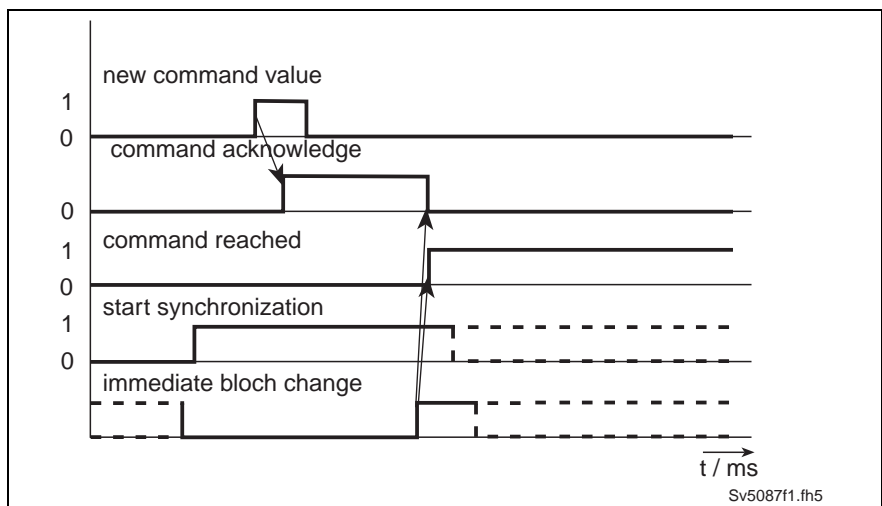 new command value
1
0
command acknowledge
0
command reached
1
0
start synchronization
1
0
immediate bloch change
t / ms
Sv5087f1.fh5